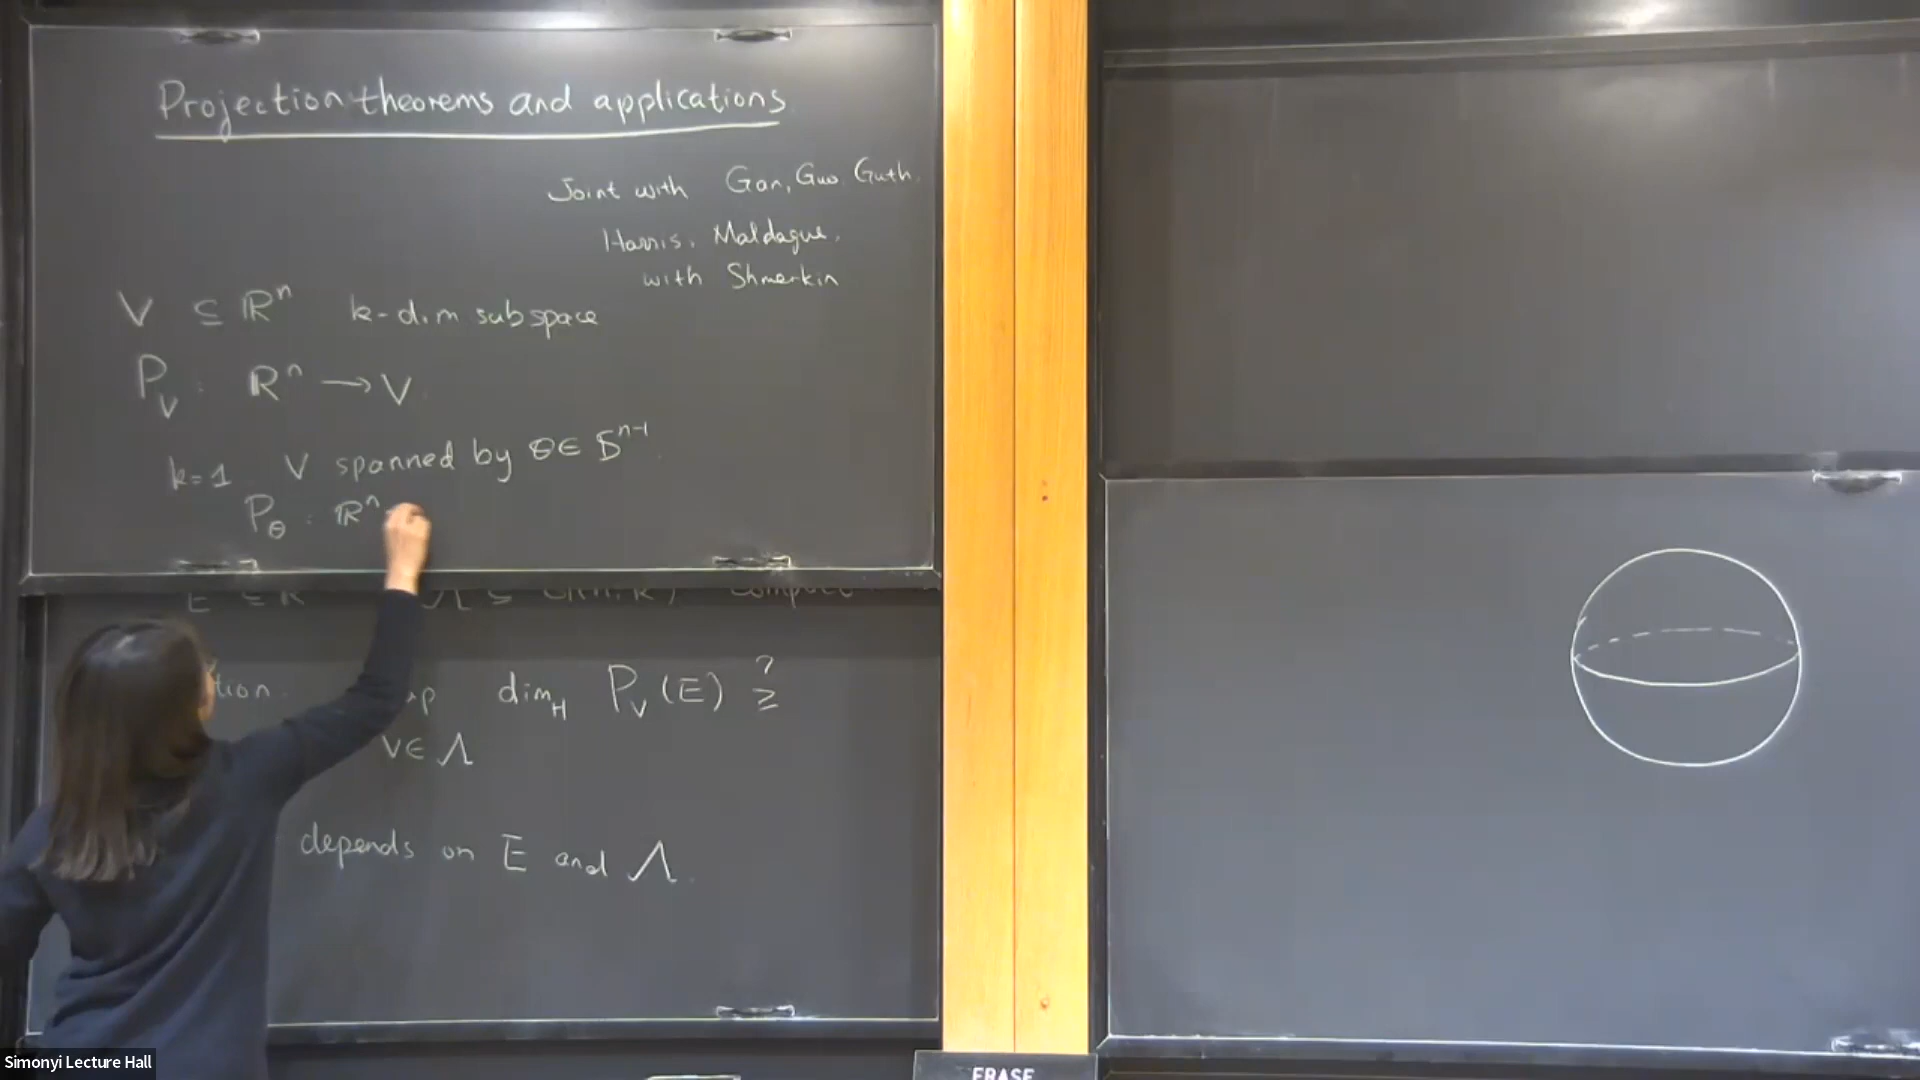 Projection theorems and applications
Joint with Gan, Guo, Guth,
Harris, Maldague,
with Shmerkin
V ⊆ ℝⁿ k-dim subspace
P_V : ℝⁿ → V
k=1 V spanned by θ ∈ S^{n-1}
P_θ : ℝⁿ
dim_H P_V(E) ≥^?
V ∈ Λ
depends on E and Λ.
Simonyi Lecture Hall
ERASE